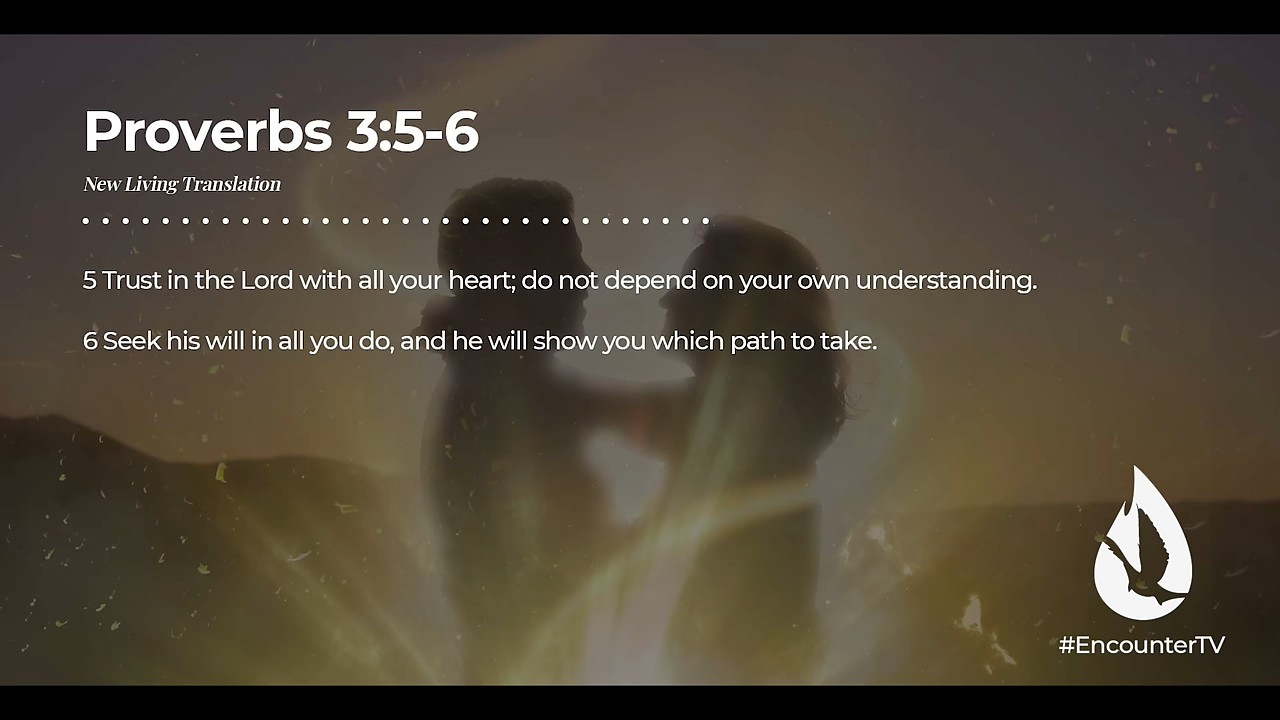 Proverbs 3:5-6
New Living Translation
5 Trust in the Lord with all your heart; do not depend on your own understanding.
6 Seek his will in all you do, and he will show you which path to take.
#EncounterTV